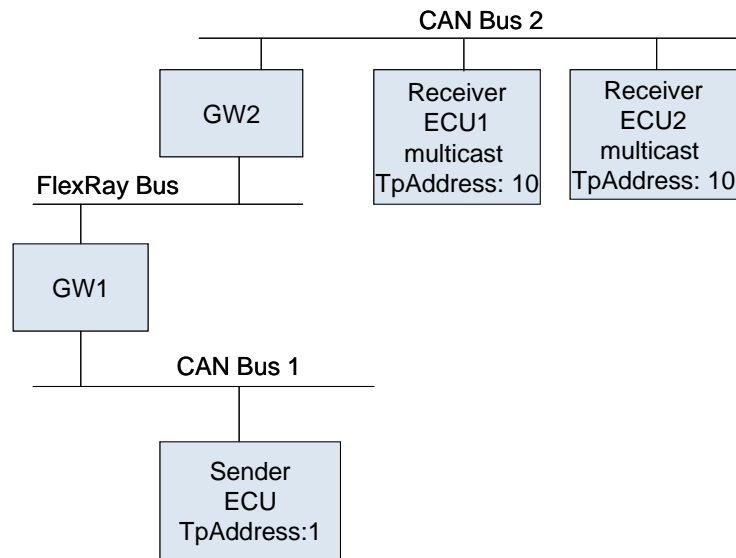 CAN Bus 2
GW2
Receiver
ECU1
multicast
TpAddress: 10
Receiver
ECU2
multicast
TpAddress: 10
FlexRay Bus
GW1
CAN Bus 1
Sender
ECU
TpAddress:1